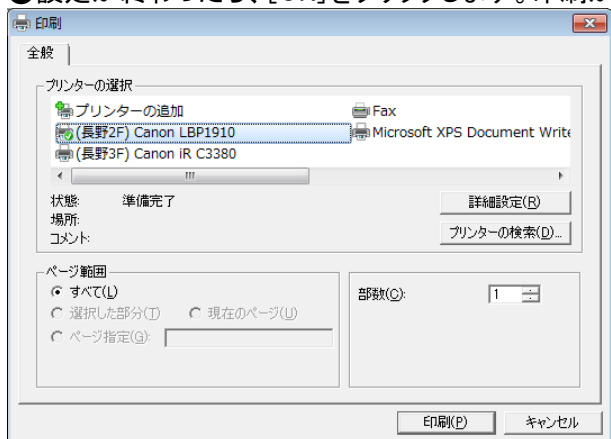 印刷
全般
プリンターの選択
プリンターの追加
Fax
(長野2F) Canon LBP1910
Microsoft XPS Document Write
(長野3F) Canon iR C3380
状態: 準備完了
詳細設定(R)
場所:
コメント:
プリンターの検索(D)...
ページ範囲
すべて(L)
部数(C): 1
選択した部分(T) 現在のページ(U)
ページ指定(G):
印刷(P) キャンセル